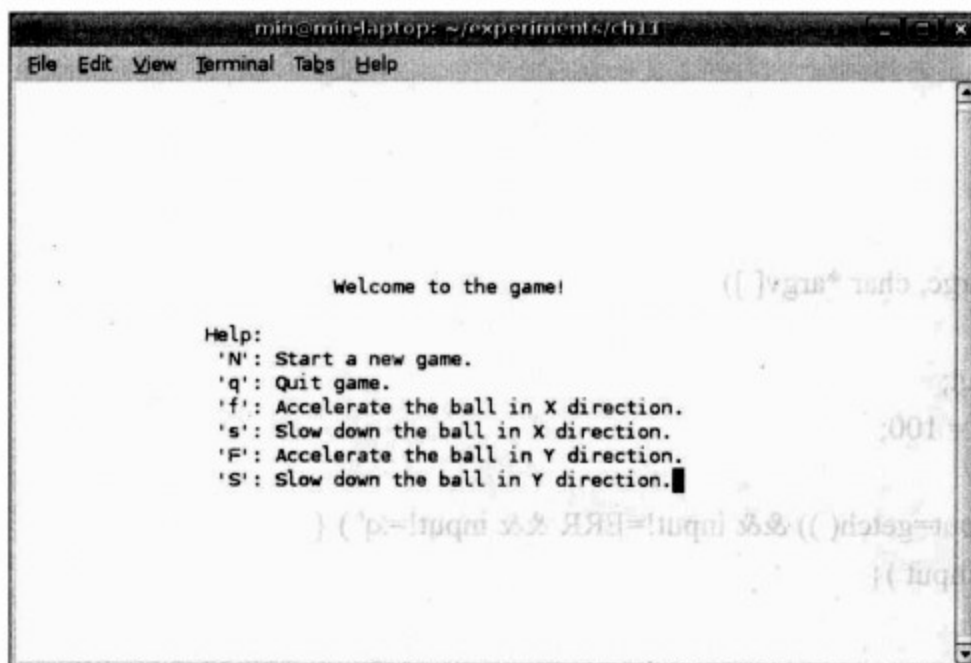 min@min-laptop: ~/experiments/ch11
File Edit View Terminal Tabs Help
Welcome to the game!
Help:
'N': Start a new game.
'q': Quit game.
'f': Accelerate the ball in X direction.
's': Slow down the ball in X direction.
'F': Accelerate the ball in Y direction.
'S': Slow down the ball in Y direction.